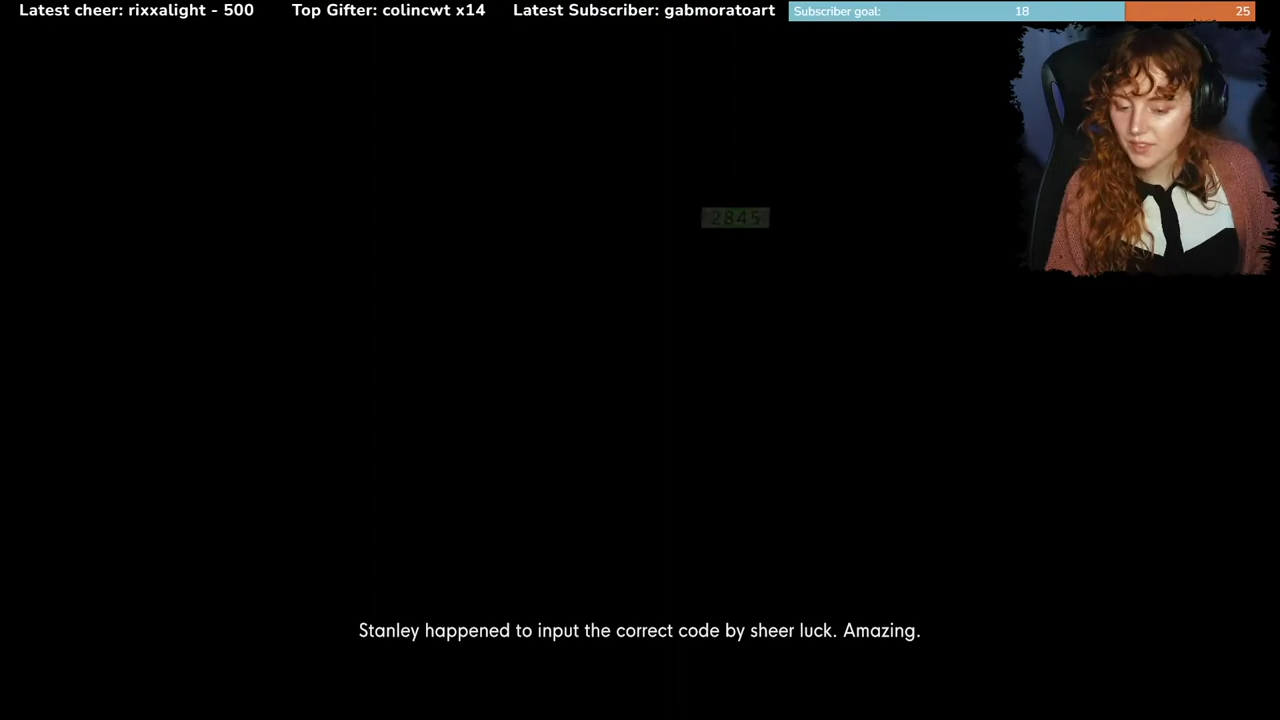 Latest cheer: rixxalight - 500
Top Gifter: colincwt x14
Latest Subscriber: gabmoratoart
Subscriber goal:
18
25
2845
Stanley happened to input the correct code by sheer luck. Amazing.